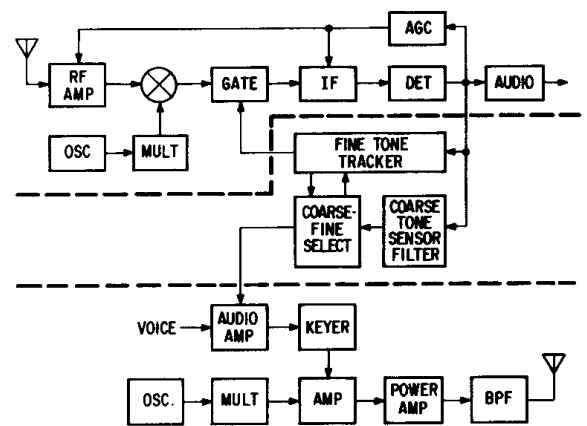 AGC
RF
AMP
GATE
IF
DET
AUDIO
OSC
MULT
FINE TONE
TRACKER
COARSE-
FINE
SELECT
COARSE
TONE
SENSOR
FILTER
VOICE
AUDIO
AMP
KEYER
OSC.
MULT
AMP
POWER
AMP
BPF